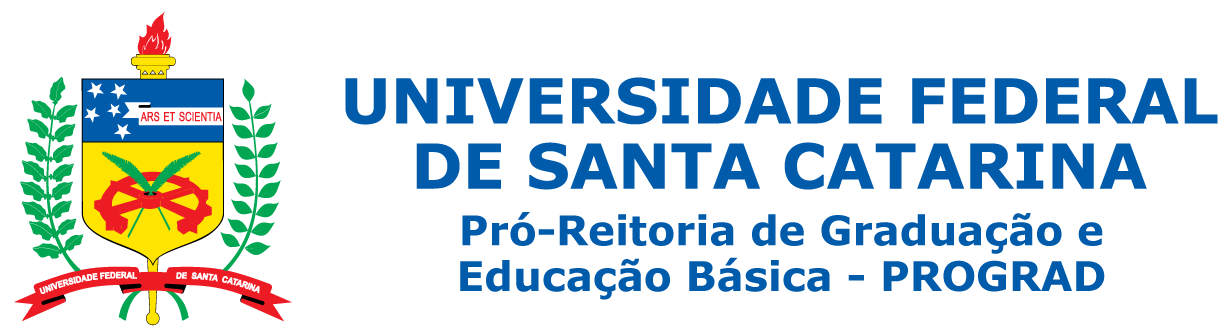 ARS ET SCIENTIA
UNIVERSIDADE FEDERAL DE SANTA CATARINA
UNIVERSIDADE FEDERAL
DE SANTA CATARINA
Pró-Reitoria de Graduação e
Educação Básica - PROGRAD